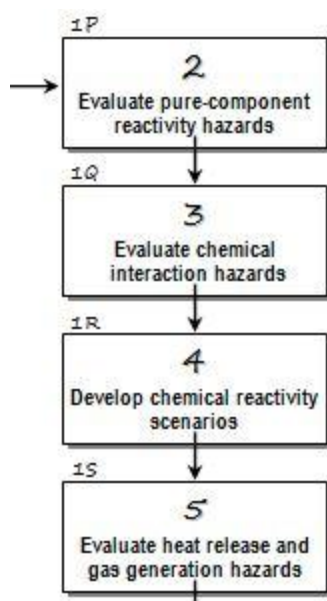 1P
2
Evaluate pure-component
reactivity hazards
1Q
3
Evaluate chemical
interaction hazards
1R
4
Develop chemical reactivity
scenarios
1S
5
Evaluate heat release and
gas generation hazards